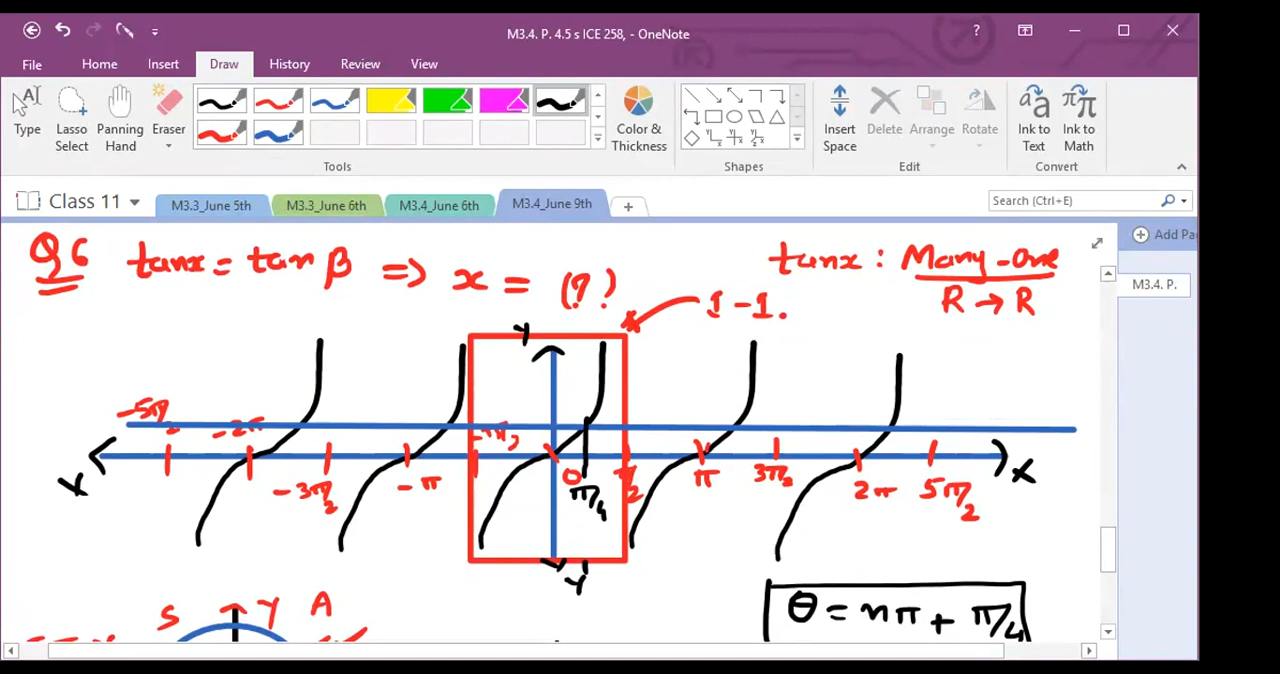 M3.4. P. 4.5 s ICE 258, - OneNote
?
File Home Insert Draw History Review View
Type
Lasso Select
Panning Hand
Eraser
Color & Thickness
Insert Space
Delete
Arrange
Rotate
Ink to Text
Ink to Math
Tools Shapes Edit Convert
Class 11
M3.3_June 5th M3.3_June 6th M3.4_June 6th M3.4_June 9th +
Search (Ctrl+E)
Add Pa
M3.4. P.
Q6 tanx = tan β => x = (?)
tanx : Many-One
R → R
1-1.
Y
-5π/2 -2π -3π/2 -π -π/2 0 π/4 π/2 π 3π/2 2π 5π/2
X' X
Y'
S Y A
θ = nπ + π/4